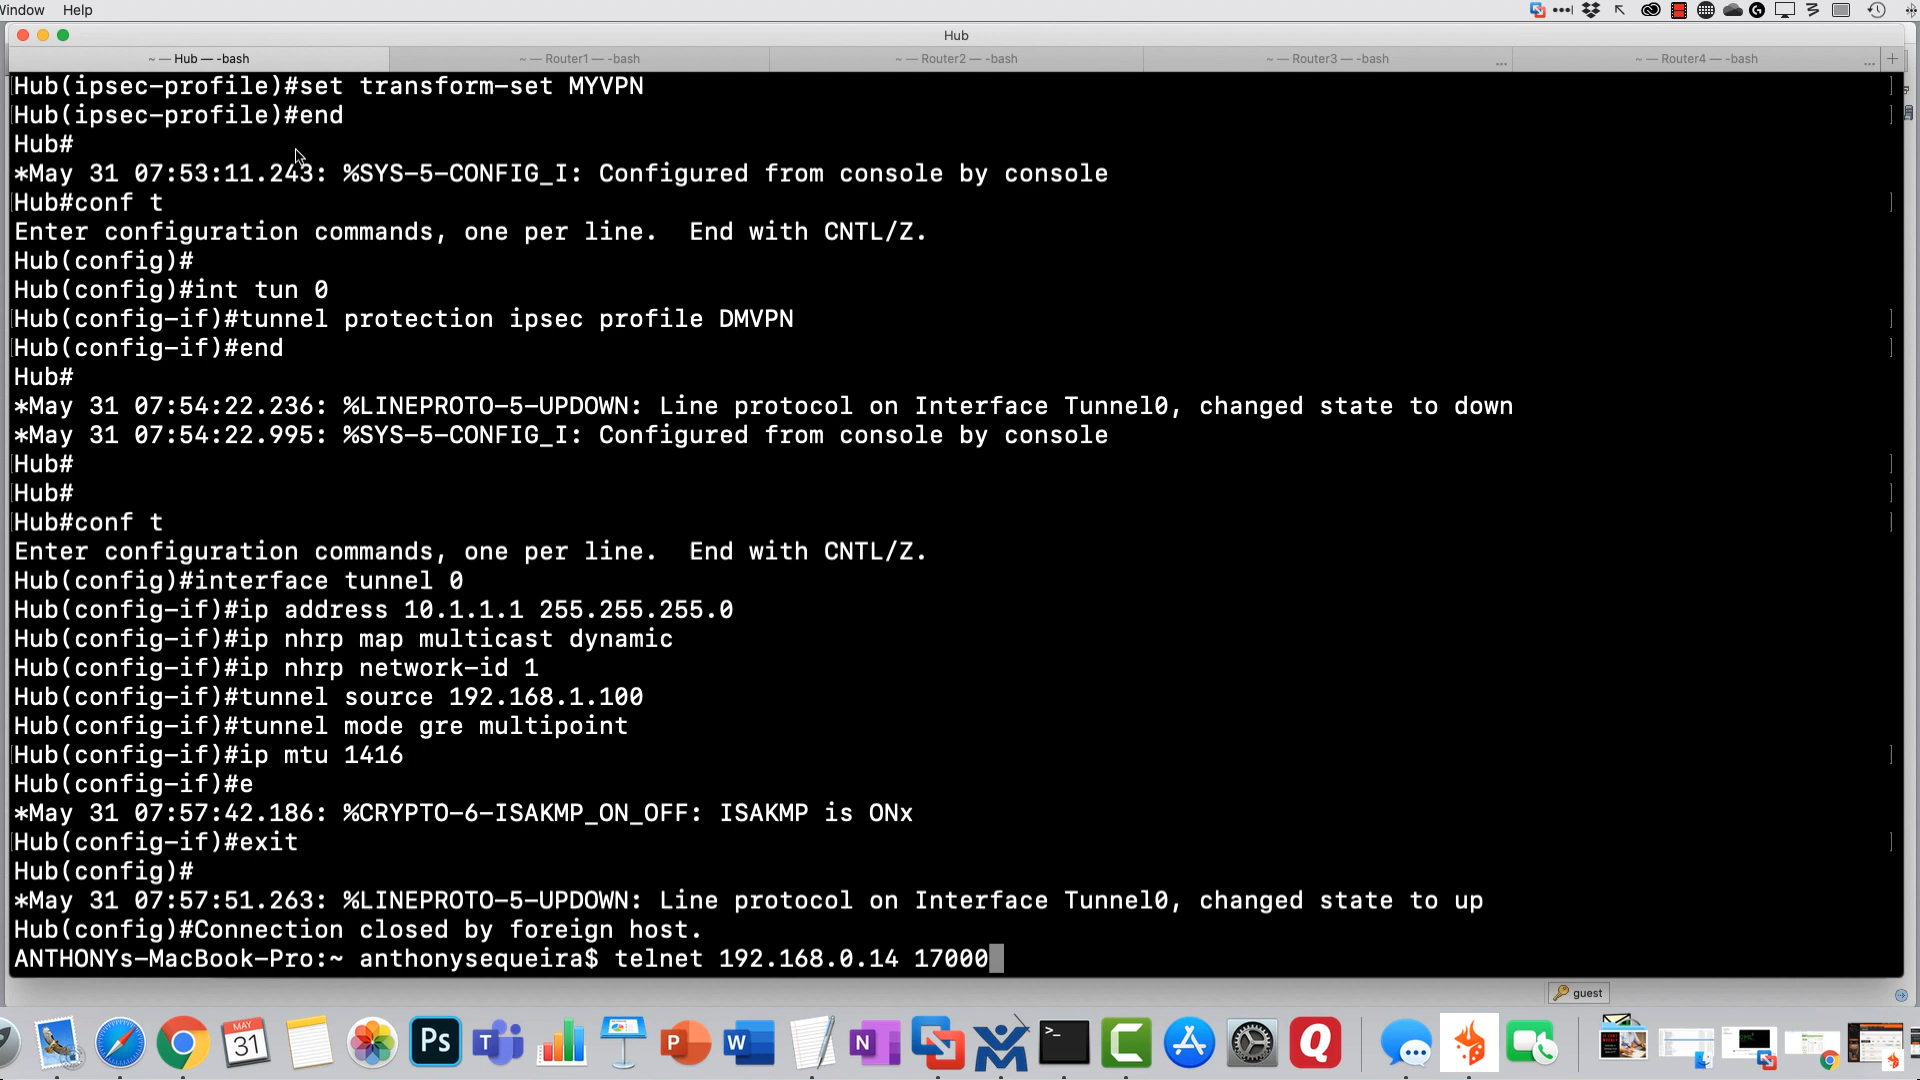 Window Help
Hub
~ — Hub — -bash
~ — Router1 — -bash
~ — Router2 — -bash
~ — Router3 — -bash ...
~ — Router4 — -bash ... +
Hub(ipsec-profile)#set transform-set MYVPN
Hub(ipsec-profile)#end
Hub#
*May 31 07:53:11.243: %SYS-5-CONFIG_I: Configured from console by console
Hub#conf t
Enter configuration commands, one per line.  End with CNTL/Z.
Hub(config)#
Hub(config)#int tun 0
Hub(config-if)#tunnel protection ipsec profile DMVPN
Hub(config-if)#end
Hub#
*May 31 07:54:22.236: %LINEPROTO-5-UPDOWN: Line protocol on Interface Tunnel0, changed state to down
*May 31 07:54:22.995: %SYS-5-CONFIG_I: Configured from console by console
Hub#
Hub#
Hub#conf t
Enter configuration commands, one per line.  End with CNTL/Z.
Hub(config)#interface tunnel 0
Hub(config-if)#ip address 10.1.1.1 255.255.255.0
Hub(config-if)#ip nhrp map multicast dynamic
Hub(config-if)#ip nhrp network-id 1
Hub(config-if)#tunnel source 192.168.1.100
Hub(config-if)#tunnel mode gre multipoint
Hub(config-if)#ip mtu 1416
Hub(config-if)#e
*May 31 07:57:42.186: %CRYPTO-6-ISAKMP_ON_OFF: ISAKMP is ONx
Hub(config-if)#exit
Hub(config)#
*May 31 07:57:51.263: %LINEPROTO-5-UPDOWN: Line protocol on Interface Tunnel0, changed state to up
Hub(config)#Connection closed by foreign host.
ANTHONYs-MacBook-Pro:~ anthonysequeira$ telnet 192.168.0.14 17000
guest
MAY
31
Ps
T
P
W
N
>_
C
Q